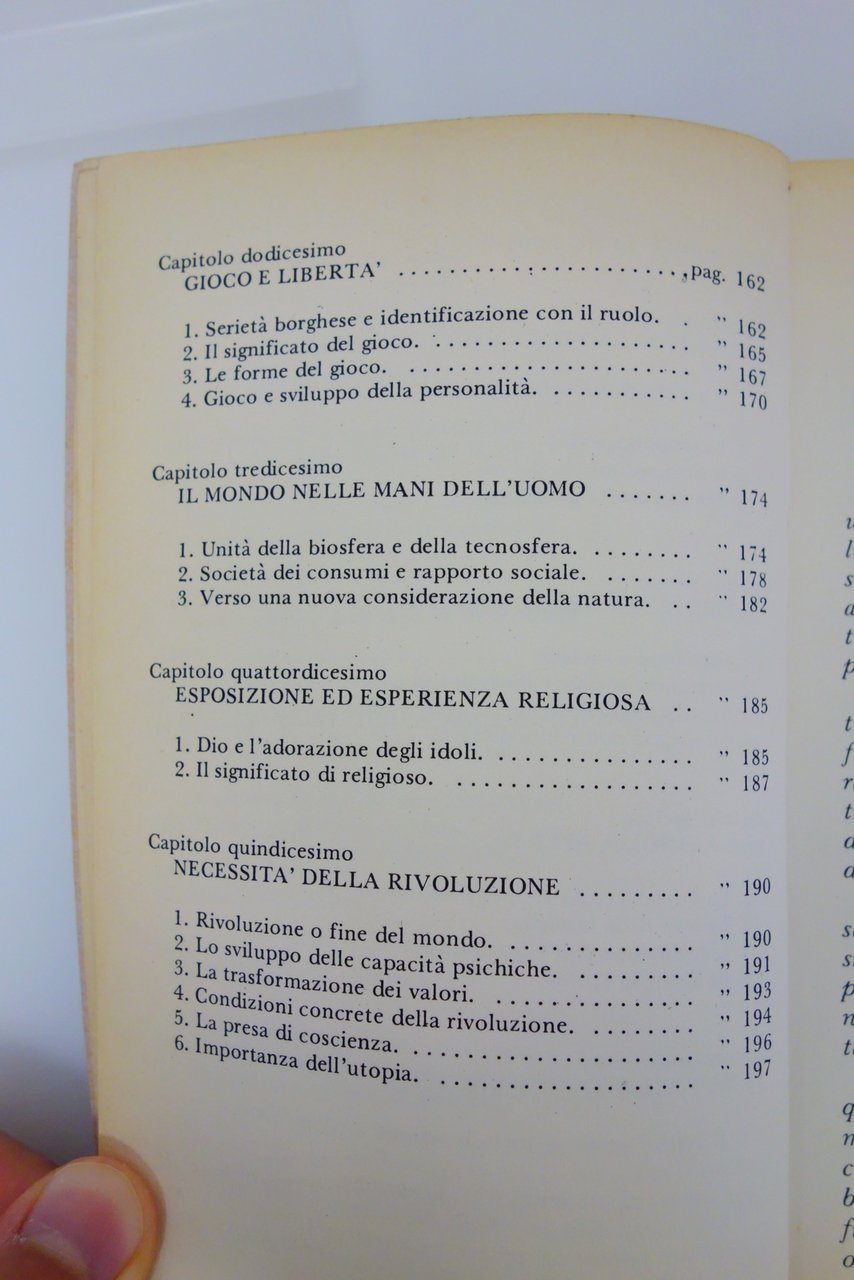 Capitolo dodicesimo
GIOCO E LIBERTA' . . . . . . . . . . . . . . . . . . . . . . . , pag. 162
1. Serietà borghese e identificazione con il ruolo. . " 162
2. Il significato del gioco. . . . . . . . . . . . . . . . . . . . " 165
3. Le forme del gioco. . . . . . . . . . . . . . . . . . . . . . " 167
4. Gioco e sviluppo della personalità. . . . . . . . . . . . " 170
Capitolo tredicesimo
IL MONDO NELLE MANI DELL'UOMO . . . . . . . " 174
1. Unità della biosfera e della tecnosfera. . . . . . . . . " 174
2. Società dei consumi e rapporto sociale. . . . . . . . " 178
3. Verso una nuova considerazione della natura. . . " 182
Capitolo quattordicesimo
ESPOSIZIONE ED ESPERIENZA RELIGIOSA . . " 185
1. Dio e l'adorazione degli idoli. . . . . . . . . . . . . . . . " 185
2. Il significato di religioso. . . . . . . . . . . . . . . . . . . " 187
Capitolo quindicesimo
NECESSITA' DELLA RIVOLUZIONE . . . . . . . . . " 190
1. Rivoluzione o fine del mondo. . . . . . . . . . . . . . . " 190
2. Lo sviluppo delle capacità psichiche. . . . . . . . . . " 191
3. La trasformazione dei valori. . . . . . . . . . . . . . . . " 193
4. Condizioni concrete della rivoluzione. . . . . . . . . " 194
5. La presa di coscienza. . . . . . . . . . . . . . . . . . . . . " 196
6. Importanza dell'utopia. . . . . . . . . . . . . . . . . . . . " 197